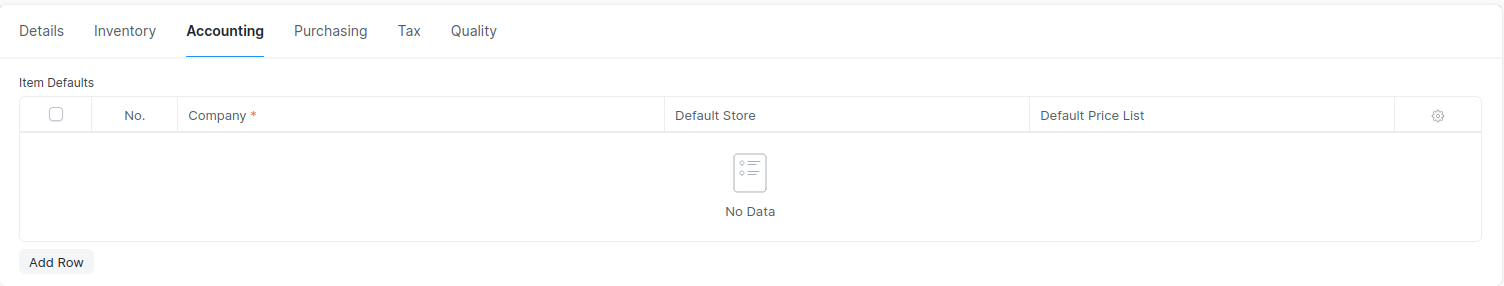 Details Inventory Accounting Purchasing Tax Quality
Item Defaults
No. Company * Default Store Default Price List
No Data
Add Row